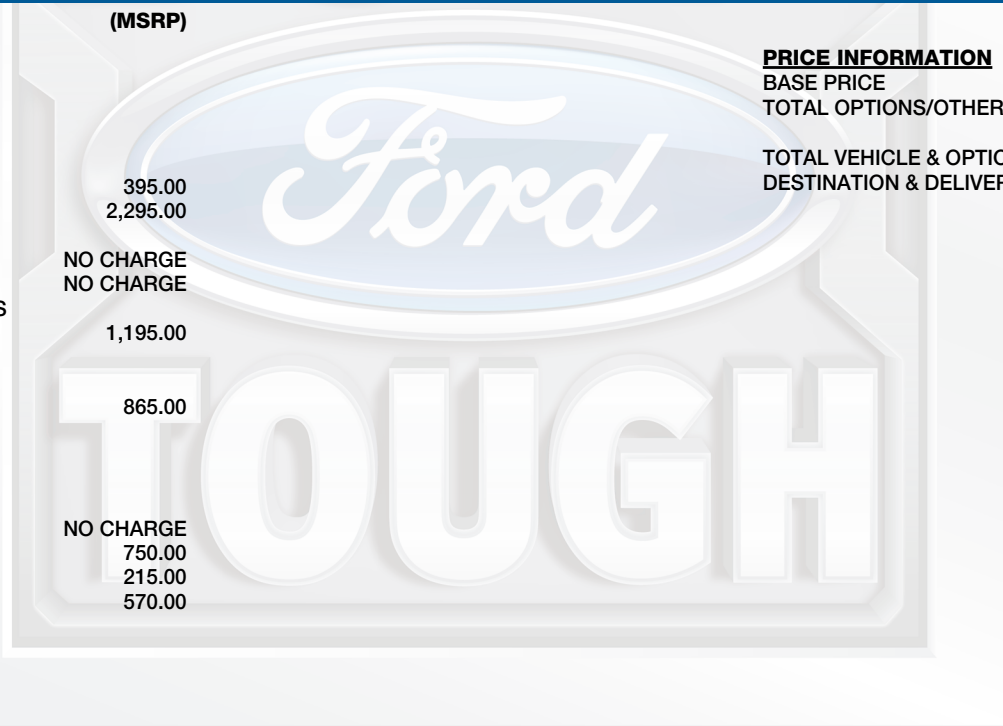 (MSRP)
395.00
2,295.00
NO CHARGE
NO CHARGE
S
1,195.00
865.00
NO CHARGE
750.00
215.00
570.00
PRICE INFORMATION
BASE PRICE
TOTAL OPTIONS/OTHER
TOTAL VEHICLE & OPTIO
DESTINATION & DELIVER
Ford
TOUGH